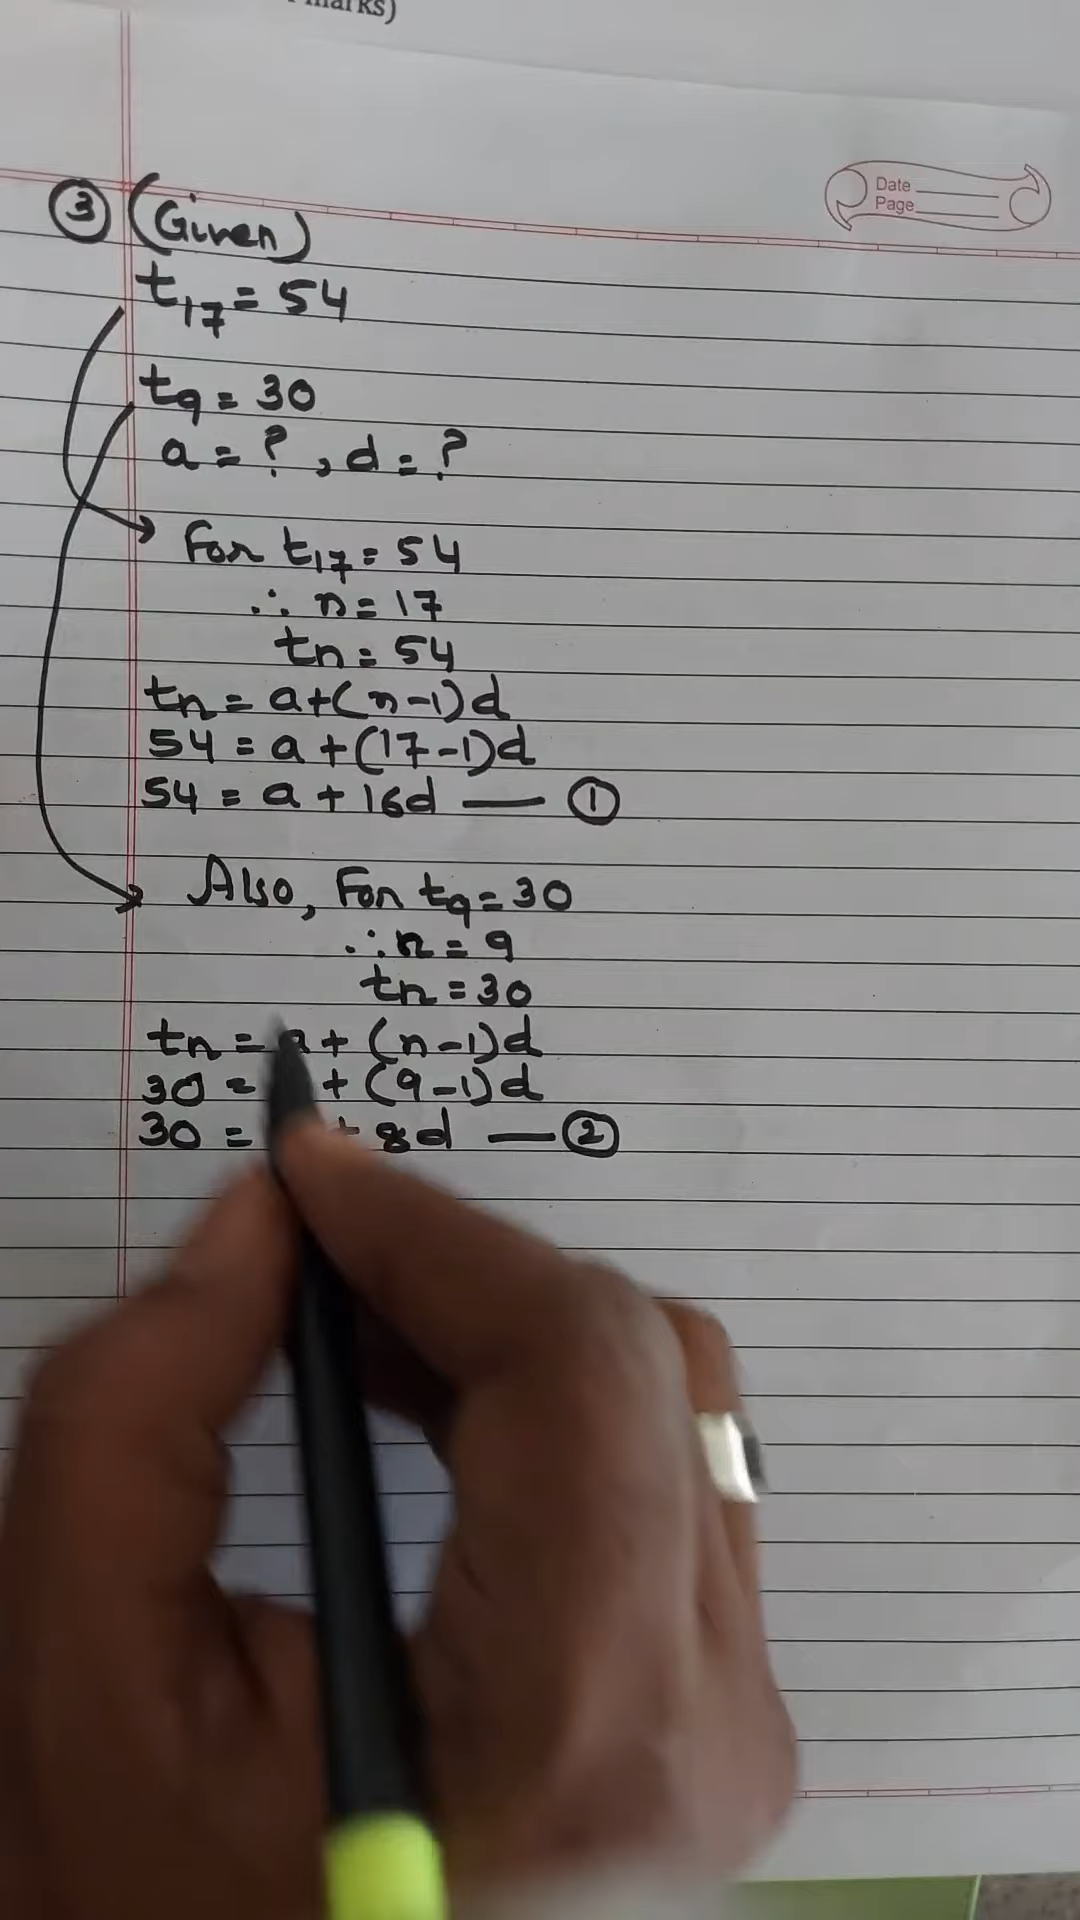 marks)
Date
Page
③ (Given)
t₁₇ = 54
t₉ = 30
a = ? , d = ?
For t₁₇ = 54
∴ n = 17
tn = 54
tn = a+(n-1)d
54 = a +(17-1)d
54 = a + 16d — ①
Also, For t₉ = 30
∴ n = 9
tn = 30
tn = a + (n-1)d
30 = + (9-1)d
30 = + 8d — ②